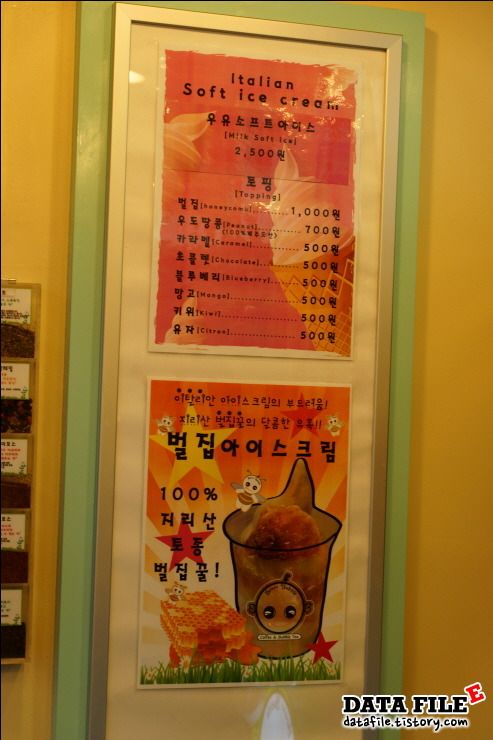 Italian
Soft ice cream
우유소프트아이스
[Milk Soft Ice]
2,500원
토핑
[Topping]
벌집[honeycomb]............1,000원
우도땅콩[Peanut]............700원
카라멜[Caramel]............500원
초콜렛[Chocolate]............500원
블루베리[Blueberry]............500원
망고[Mango]............500원
키위[Kiwi]............500원
유자[Citron]............500원
이탈리안 아이스크림의 부드러움!
지리산 벌집꿀의 달콤한 유혹!!
벌집아이스크림
100%
지리산
토종
벌집꿀!
Coffee & Bubble Tea
DATA FILE
datafile.tistory.com